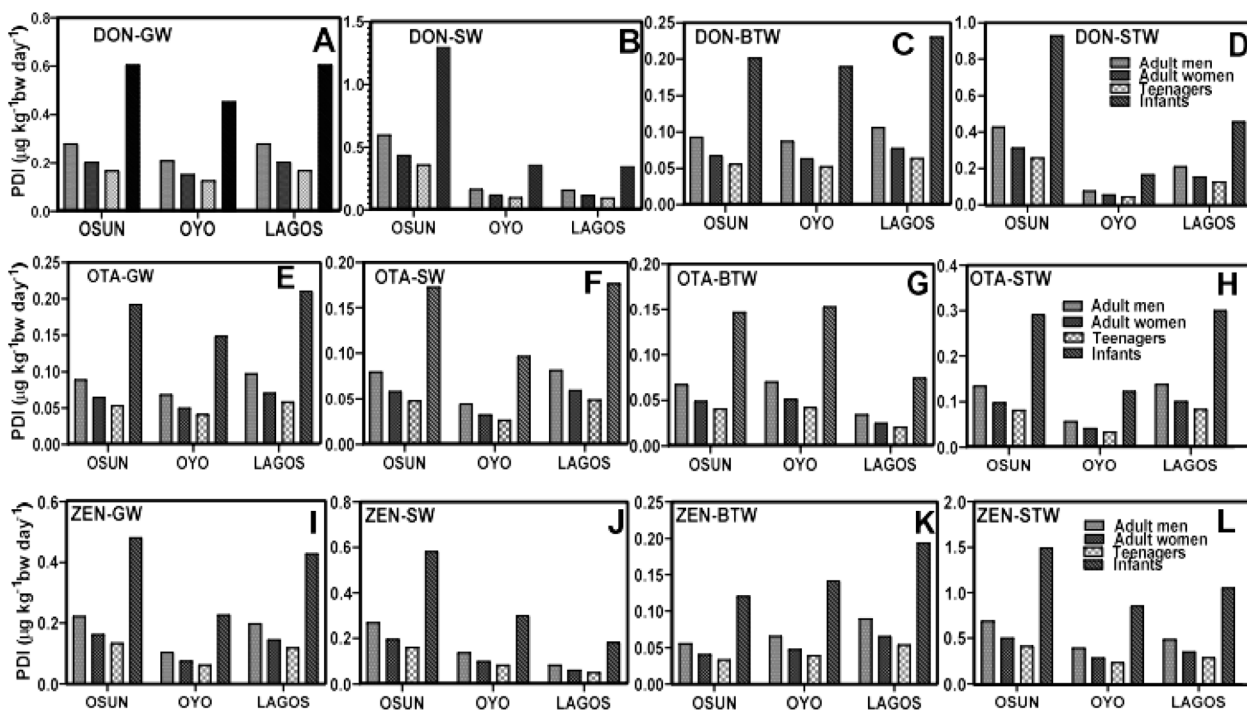 DON-GW A
DON-SW B
DON-BTW C
DON-STW D
PDI (µg kg-1bw day-1)
0.8
0.6
0.4
0.2
0.0
1.5
1.0
0.5
0.0
0.25
0.20
0.15
0.10
0.05
0.00
1.0
0.8
0.6
0.4
0.2
0.0
Adult men
Adult women
Teenagers
Infants
OSUN OYO LAGOS
OSUN OYO LAGOS
OSUN OYO LAGOS
OSUN OYO LAGOS
OTA-GW E
OTA-SW F
OTA-BTW G
OTA-STW H
PDI (µg kg-1bw day-1)
0.25
0.20
0.15
0.10
0.05
0.00
0.20
0.15
0.10
0.05
0.00
0.20
0.15
0.10
0.05
0.00
0.4
0.3
0.2
0.1
0.0
Adult men
Adult women
Teenagers
Infants
OSUN OYO LAGOS
OSUN OYO LAGOS
OSUN OYO LAGOS
OSUN OYO LAGOS
ZEN-GW I
ZEN-SW J
ZEN-BTW K
ZEN-STW L
PDI (µg kg-1bw day-1)
0.6
0.4
0.2
0.0
0.8
0.6
0.4
0.2
0.0
0.25
0.20
0.15
0.10
0.05
0.00
2.0
1.5
1.0
0.5
0.0
Adult men
Adult women
Teenagers
Infants
OSUN OYO LAGOS
OSUN OYO LAGOS
OSUN OYO LAGOS
OSUN OYO LAGOS